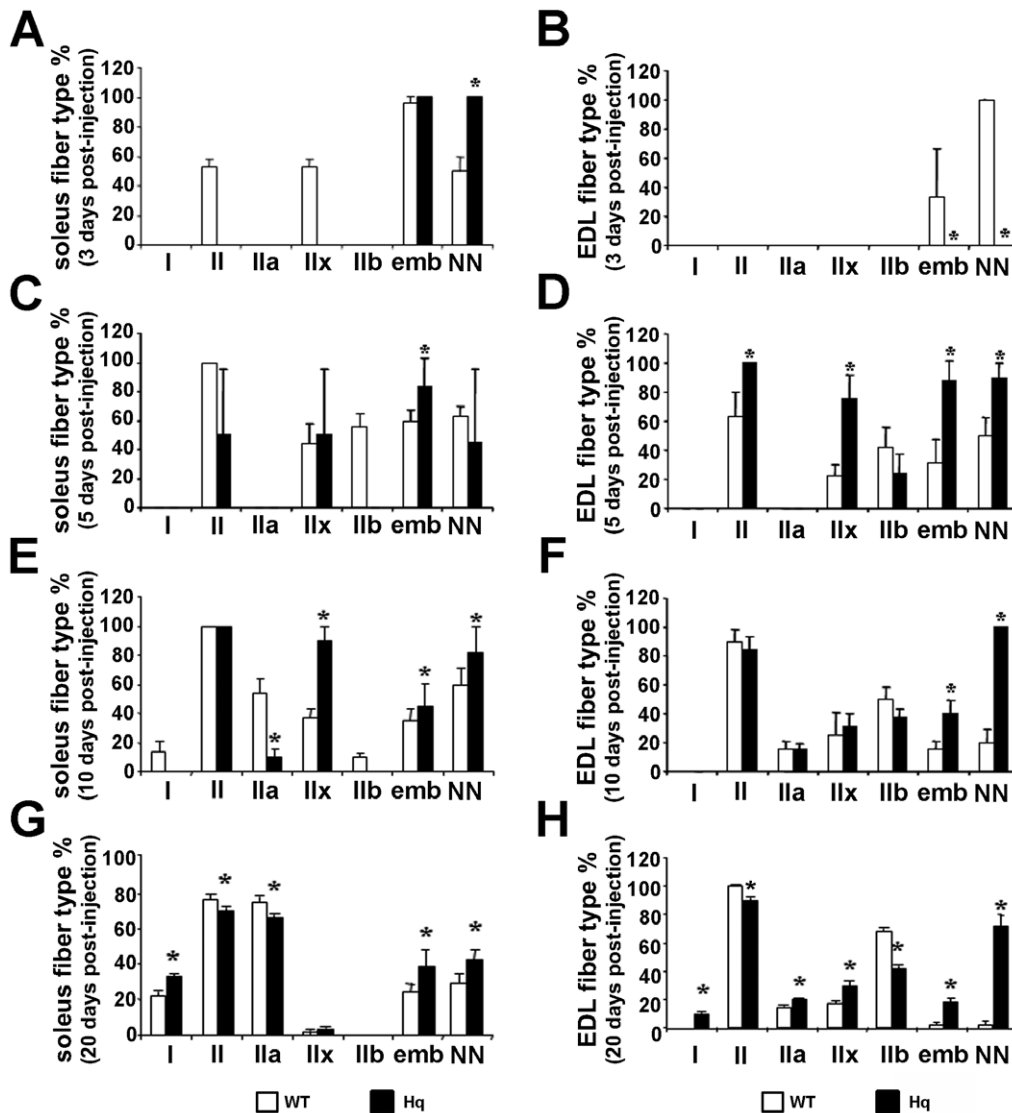 A
soleus fiber type %
(3 days post-injection)
120
100
80
60
40
20
0
*
I II IIa IIx IIb emb NN
B
EDL fiber type %
(3 days post-injection)
120
100
80
60
40
20
0
* *
I II IIa IIx IIb emb NN
C
soleus fiber type %
(5 days post-injection)
120
100
80
60
40
20
0
*
I II IIa IIx IIb emb NN
D
EDL fiber type %
(5 days post-injection)
120
100
80
60
40
20
0
* * * *
I II IIa IIx IIb emb NN
E
soleus fiber type %
(10 days post-injection)
120
100
80
60
40
20
0
* * * *
I II IIa IIx IIb emb NN
F
EDL fiber type %
(10 days post-injection)
120
100
80
60
40
20
0
* *
I II IIa IIx IIb emb NN
G
soleus fiber type %
(20 days post-injection)
100
80
60
40
20
0
* * * * *
I II IIa IIx IIb emb NN
H
EDL fiber type %
(20 days post-injection)
120
100
80
60
40
20
0
* * * * * * *
I II IIa IIx IIb emb NN
WT Hq
WT Hq